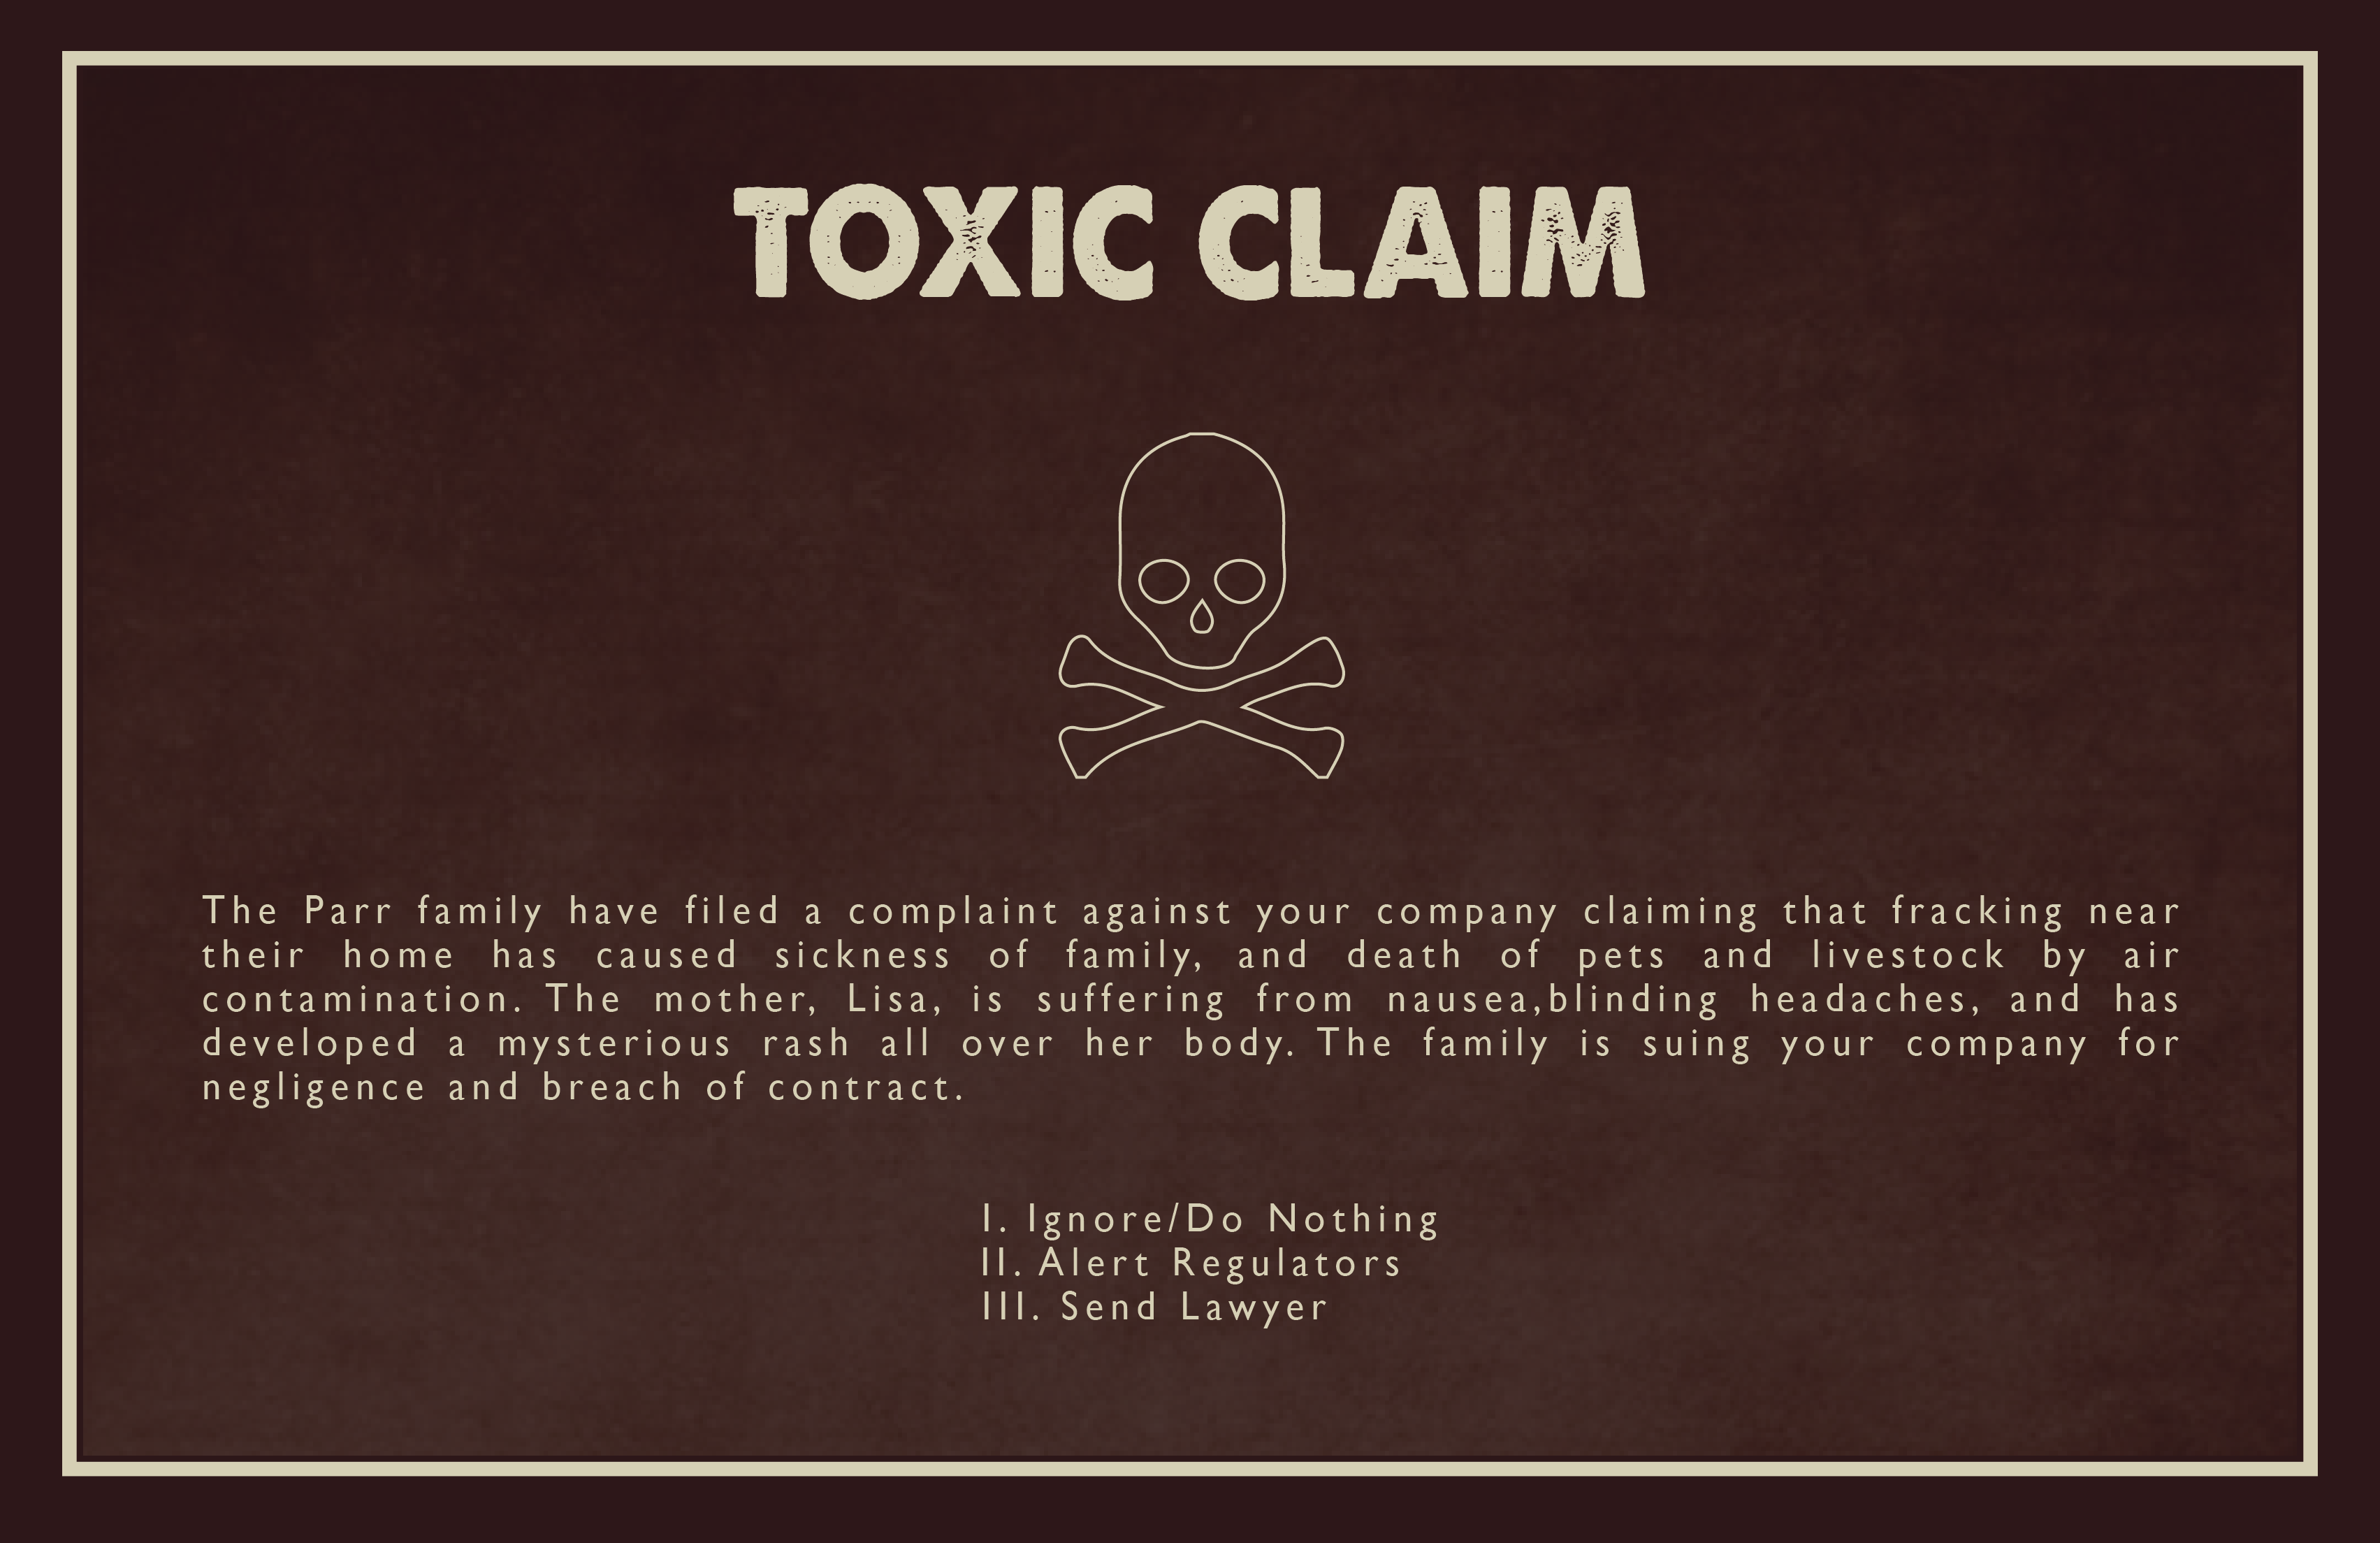 TOXIC CLAIM
The Parr family have filed a complaint against your company claiming that fracking near
their home has caused sickness of family, and death of pets and livestock by air
contamination. The mother, Lisa, is suffering from nausea,blinding headaches, and has
developed a mysterious rash all over her body. The family is suing your company for
negligence and breach of contract.
I. Ignore/Do Nothing
II. Alert Regulators
III. Send Lawyer